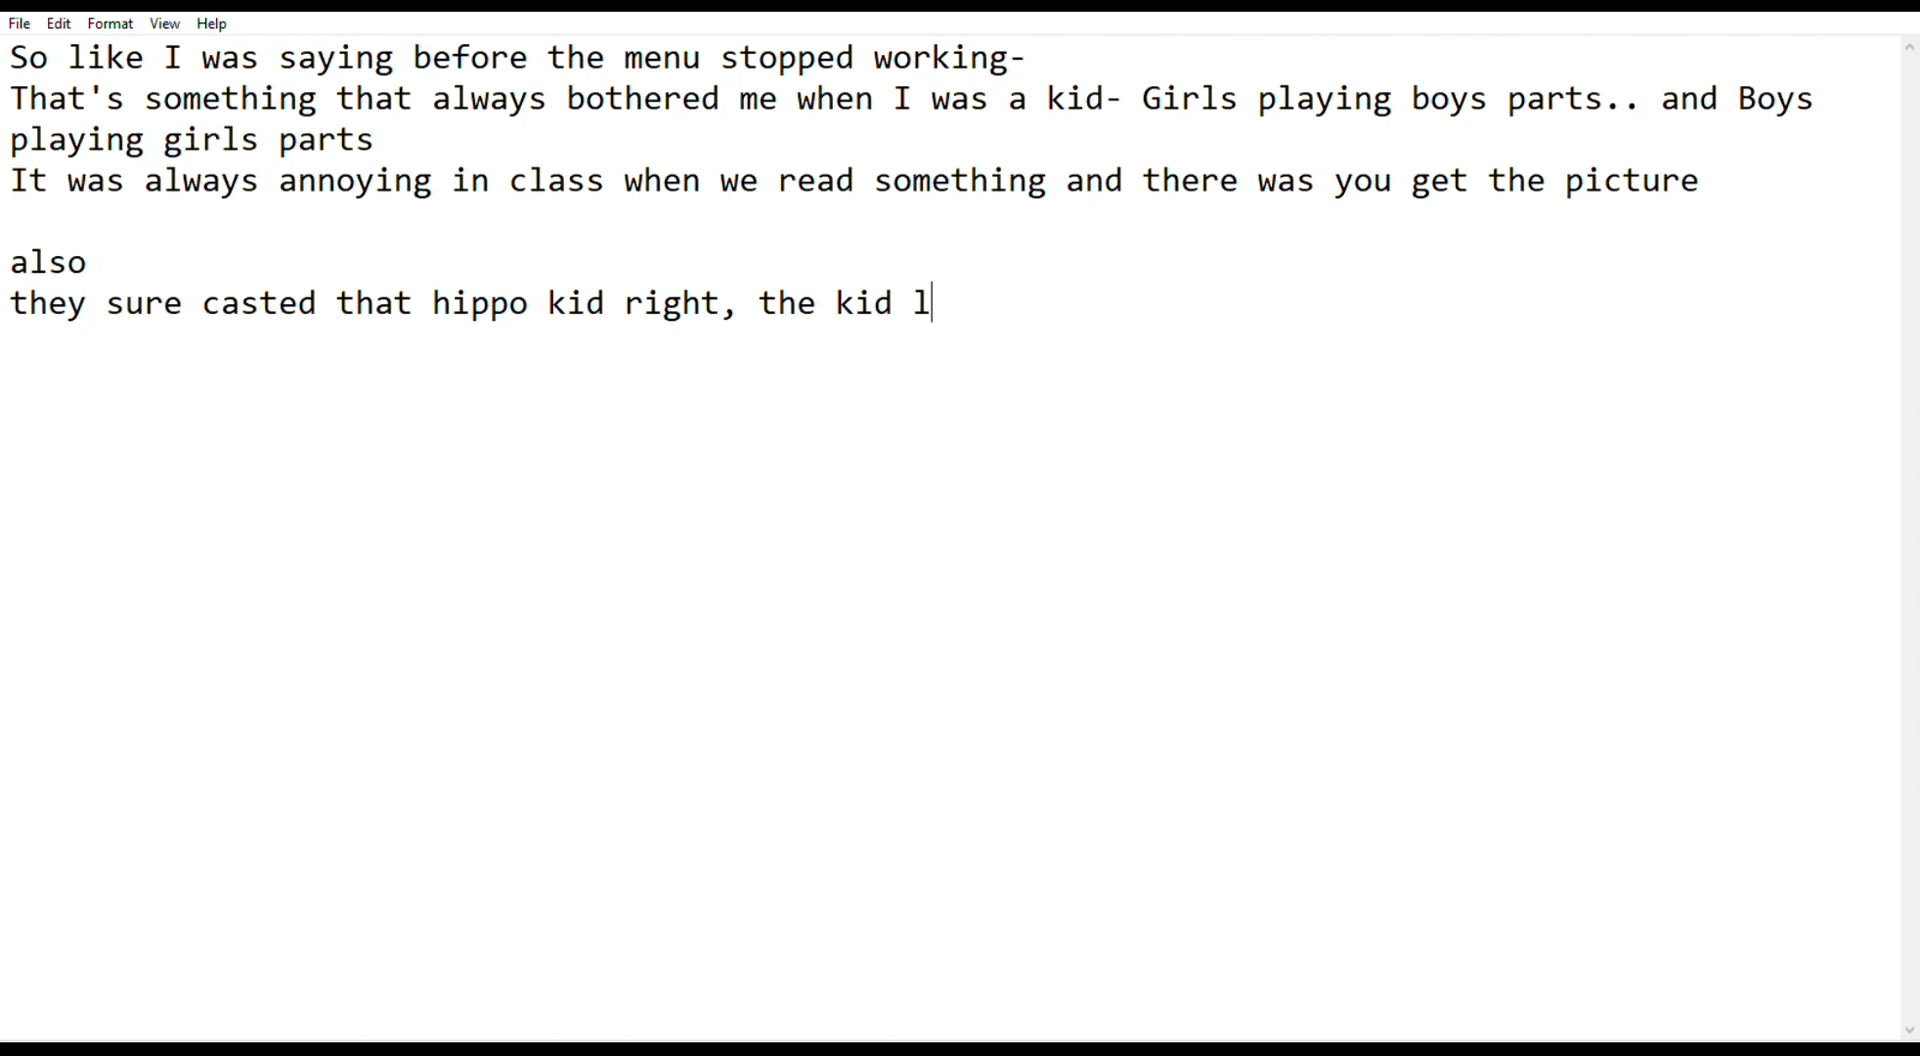 File Edit Format View Help
So like I was saying before the menu stopped working-
That's something that always bothered me when I was a kid- Girls playing boys parts.. and Boys
playing girls parts
It was always annoying in class when we read something and there was you get the picture
also
they sure casted that hippo kid right, the kid l